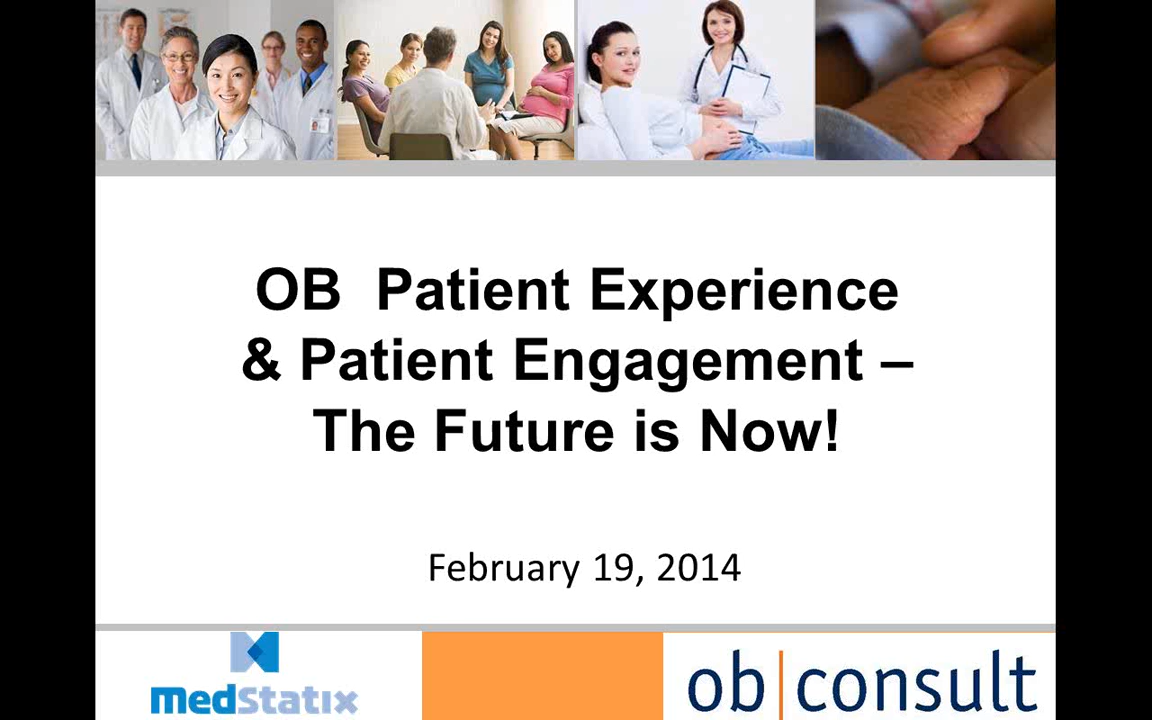 OB  Patient Experience
& Patient Engagement –
The Future is Now!
February 19, 2014
medStatix
ob|consult